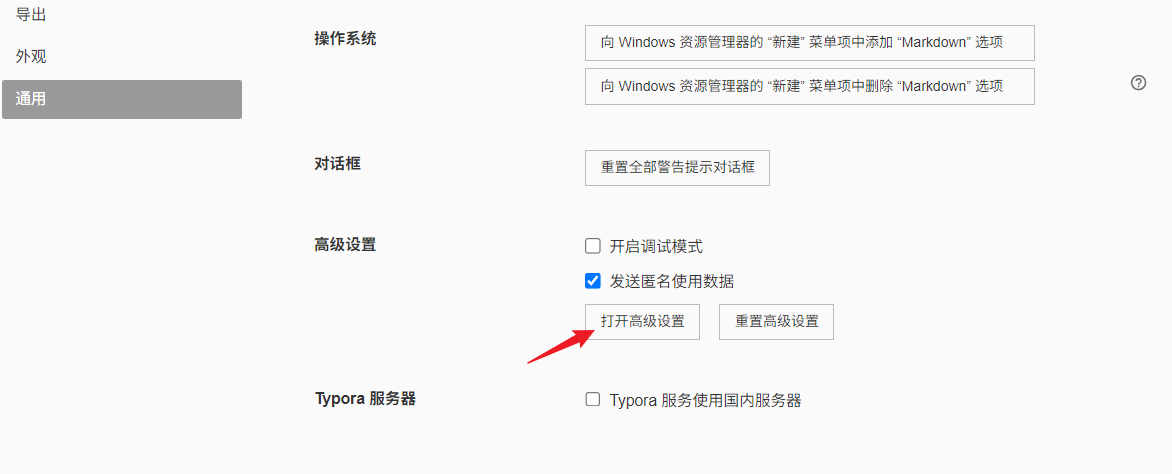 导出
外观
通用
操作系统
向 Windows 资源管理器的 “新建” 菜单项中添加 “Markdown” 选项
向 Windows 资源管理器的 “新建” 菜单项中删除 “Markdown” 选项
对话框
重置全部警告提示对话框
高级设置
开启调试模式
发送匿名使用数据
打开高级设置
重置高级设置
Typora 服务器
Typora 服务使用国内服务器